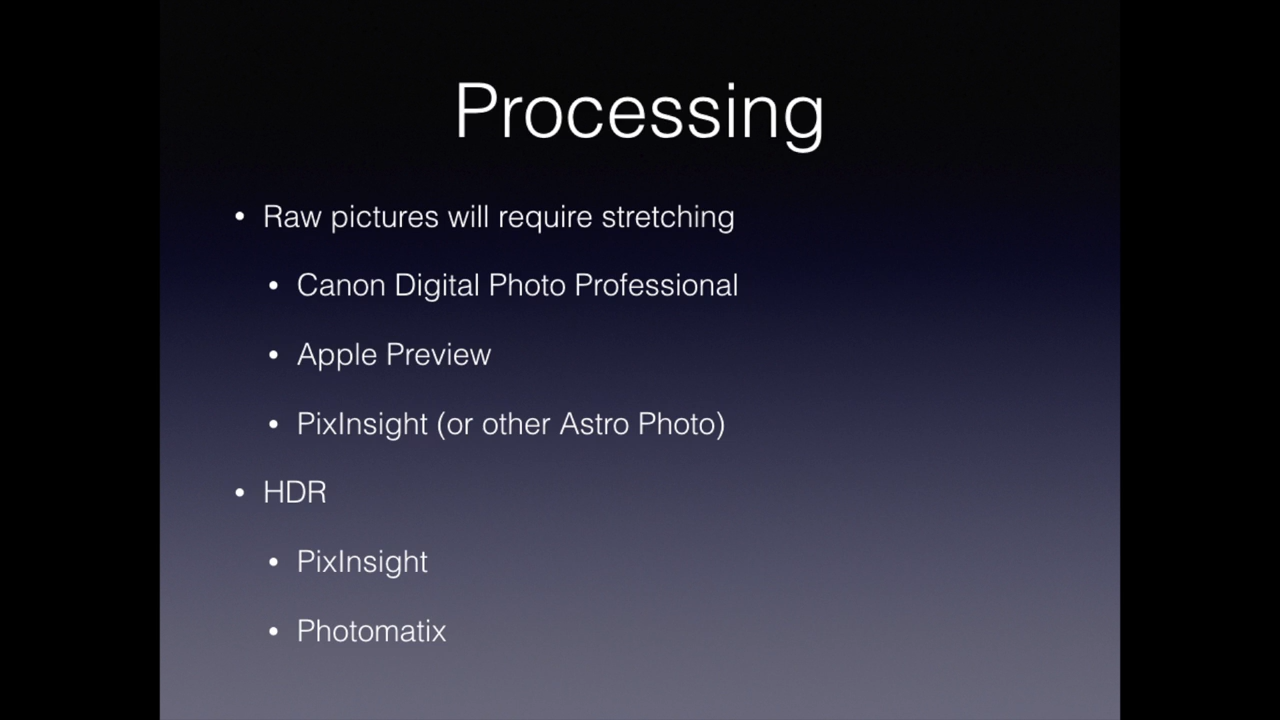 Processing
• Raw pictures will require stretching
• Canon Digital Photo Professional
• Apple Preview
• PixInsight (or other Astro Photo)
• HDR
• PixInsight
• Photomatix